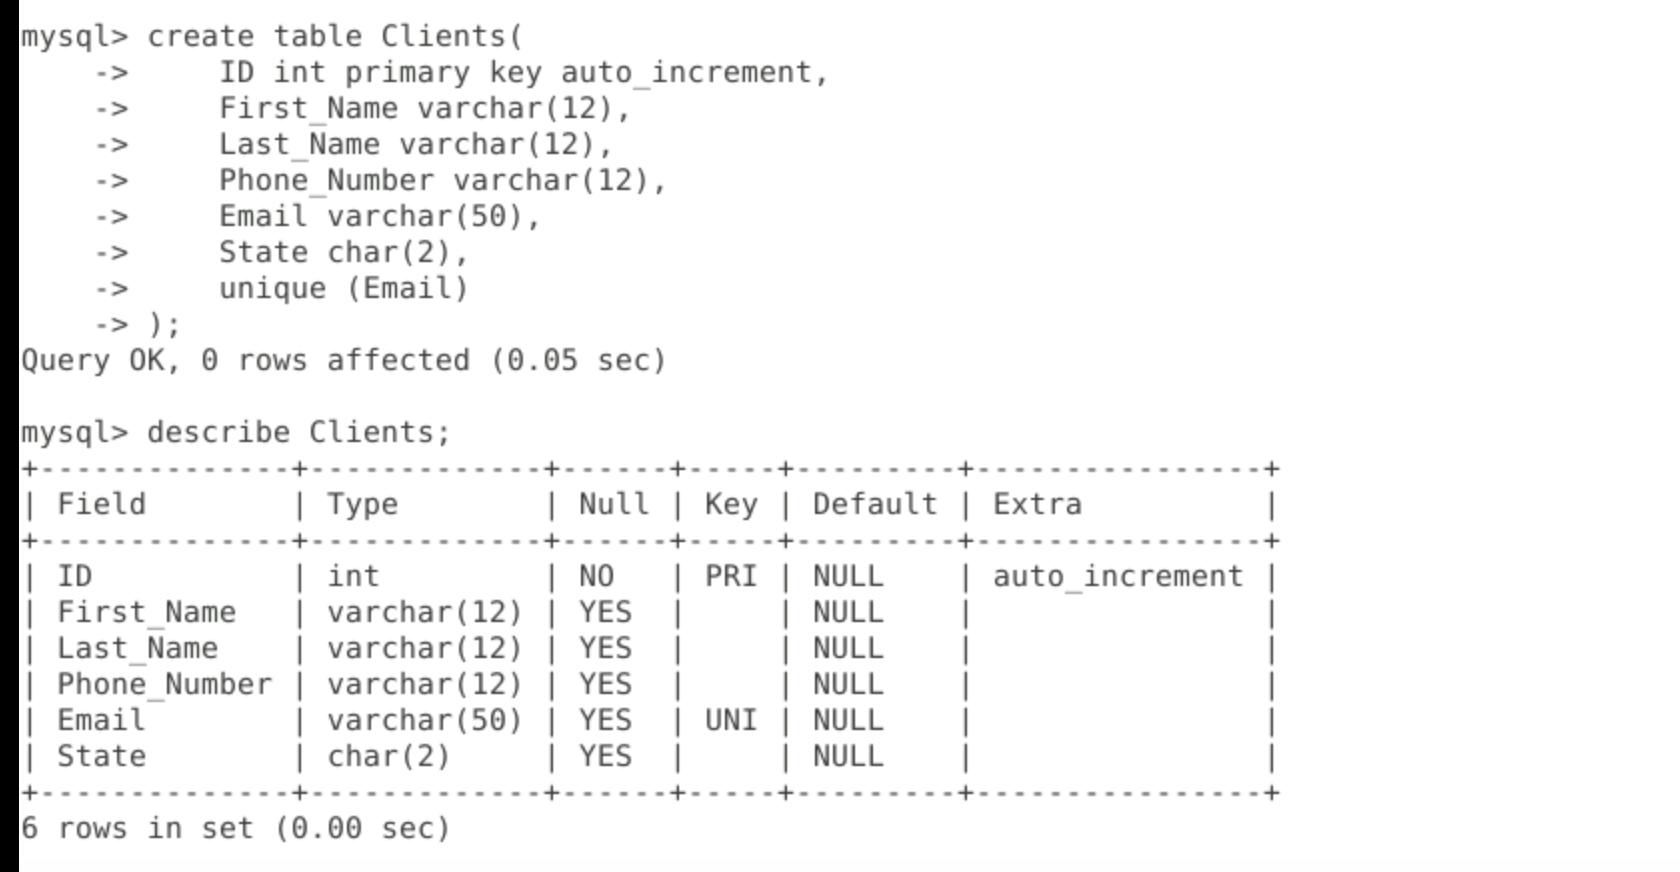 mysql> create table Clients(
    ->     ID int primary key auto_increment,
    ->     First_Name varchar(12),
    ->     Last_Name varchar(12),
    ->     Phone_Number varchar(12),
    ->     Email varchar(50),
    ->     State char(2),
    ->     unique (Email)
    -> );
Query OK, 0 rows affected (0.05 sec)

mysql> describe Clients;
+--------------+-------------+------+-----+---------+----------------+
| Field        | Type        | Null | Key | Default | Extra          |
+--------------+-------------+------+-----+---------+----------------+
| ID           | int         | NO   | PRI | NULL    | auto_increment |
| First_Name   | varchar(12) | YES  |     | NULL    |                |
| Last_Name    | varchar(12) | YES  |     | NULL    |                |
| Phone_Number | varchar(12) | YES  |     | NULL    |                |
| Email        | varchar(50) | YES  | UNI | NULL    |                |
| State        | char(2)     | YES  |     | NULL    |                |
+--------------+-------------+------+-----+---------+----------------+
6 rows in set (0.00 sec)